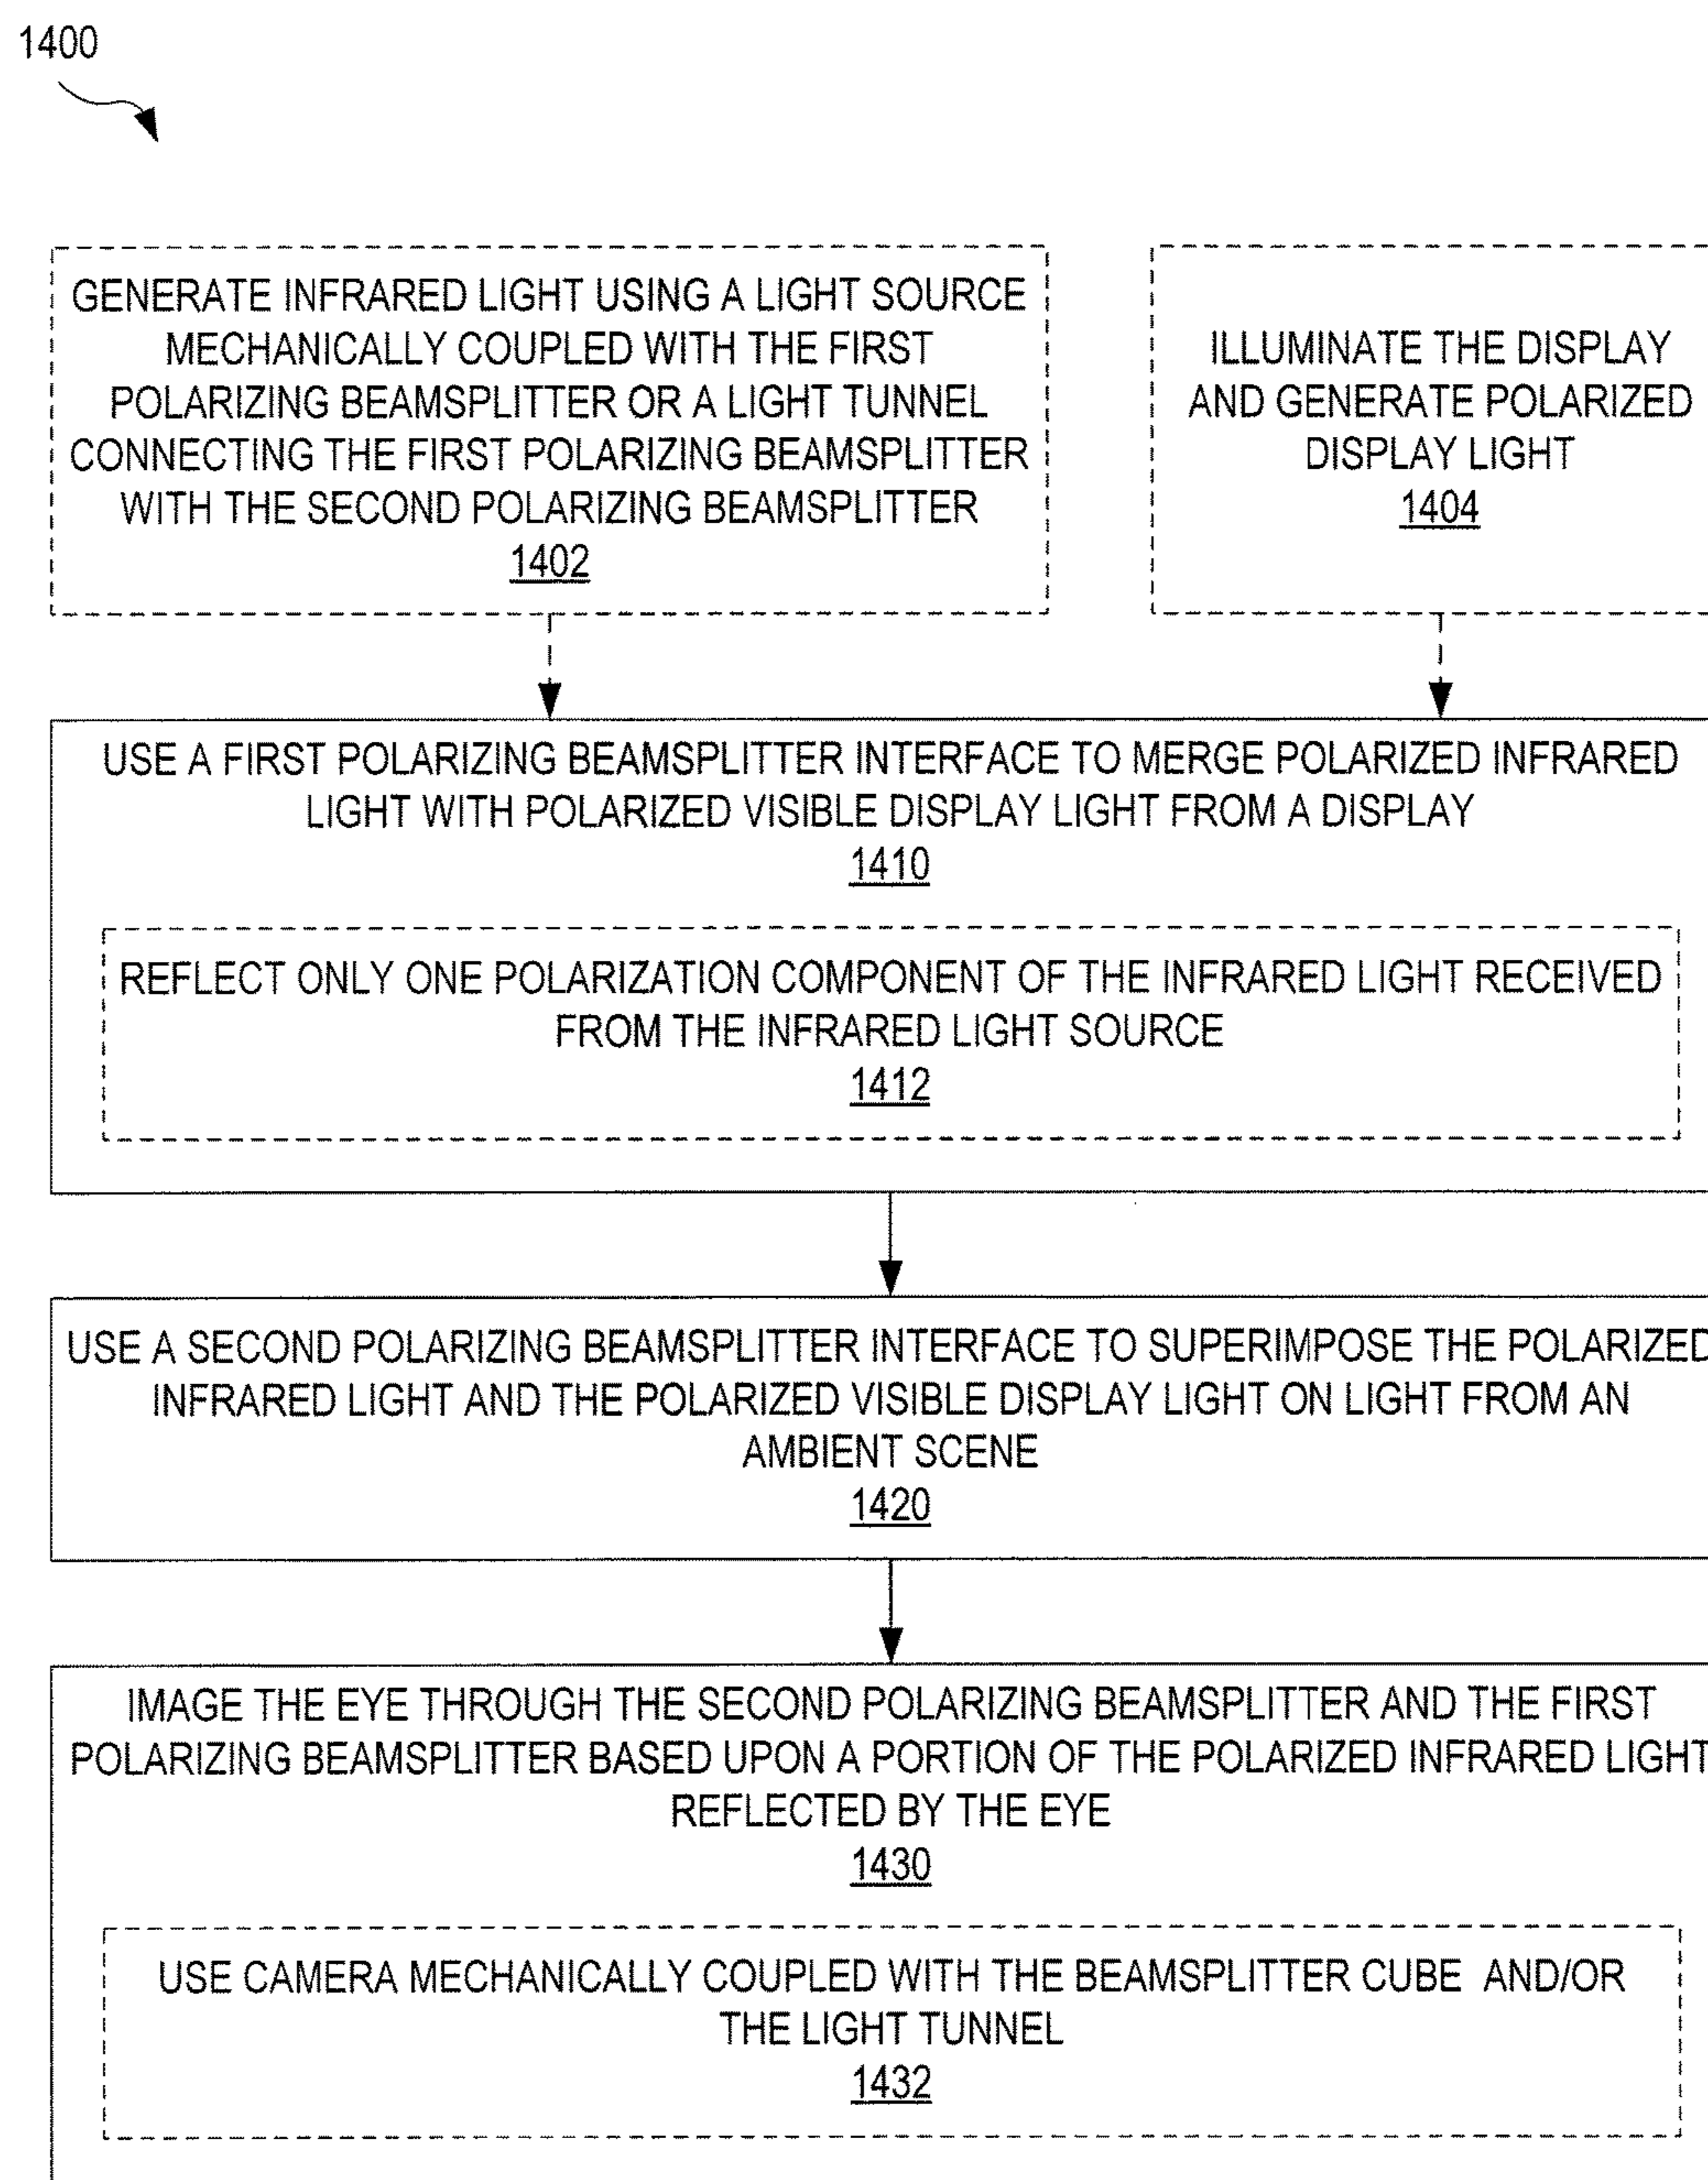 1400
GENERATE INFRARED LIGHT USING A LIGHT SOURCE
MECHANICALLY COUPLED WITH THE FIRST
POLARIZING BEAMSPLITTER OR A LIGHT TUNNEL
CONNECTING THE FIRST POLARIZING BEAMSPLITTER
WITH THE SECOND POLARIZING BEAMSPLITTER
1402
ILLUMINATE THE DISPLAY
AND GENERATE POLARIZED
DISPLAY LIGHT
1404
USE A FIRST POLARIZING BEAMSPLITTER INTERFACE TO MERGE POLARIZED INFRARED
LIGHT WITH POLARIZED VISIBLE DISPLAY LIGHT FROM A DISPLAY
1410
REFLECT ONLY ONE POLARIZATION COMPONENT OF THE INFRARED LIGHT RECEIVED
FROM THE INFRARED LIGHT SOURCE
1412
USE A SECOND POLARIZING BEAMSPLITTER INTERFACE TO SUPERIMPOSE THE POLARIZED
INFRARED LIGHT AND THE POLARIZED VISIBLE DISPLAY LIGHT ON LIGHT FROM AN
AMBIENT SCENE
1420
IMAGE THE EYE THROUGH THE SECOND POLARIZING BEAMSPLITTER AND THE FIRST
POLARIZING BEAMSPLITTER BASED UPON A PORTION OF THE POLARIZED INFRARED LIGHT
REFLECTED BY THE EYE
1430
USE CAMERA MECHANICALLY COUPLED WITH THE BEAMSPLITTER CUBE AND/OR
THE LIGHT TUNNEL
1432